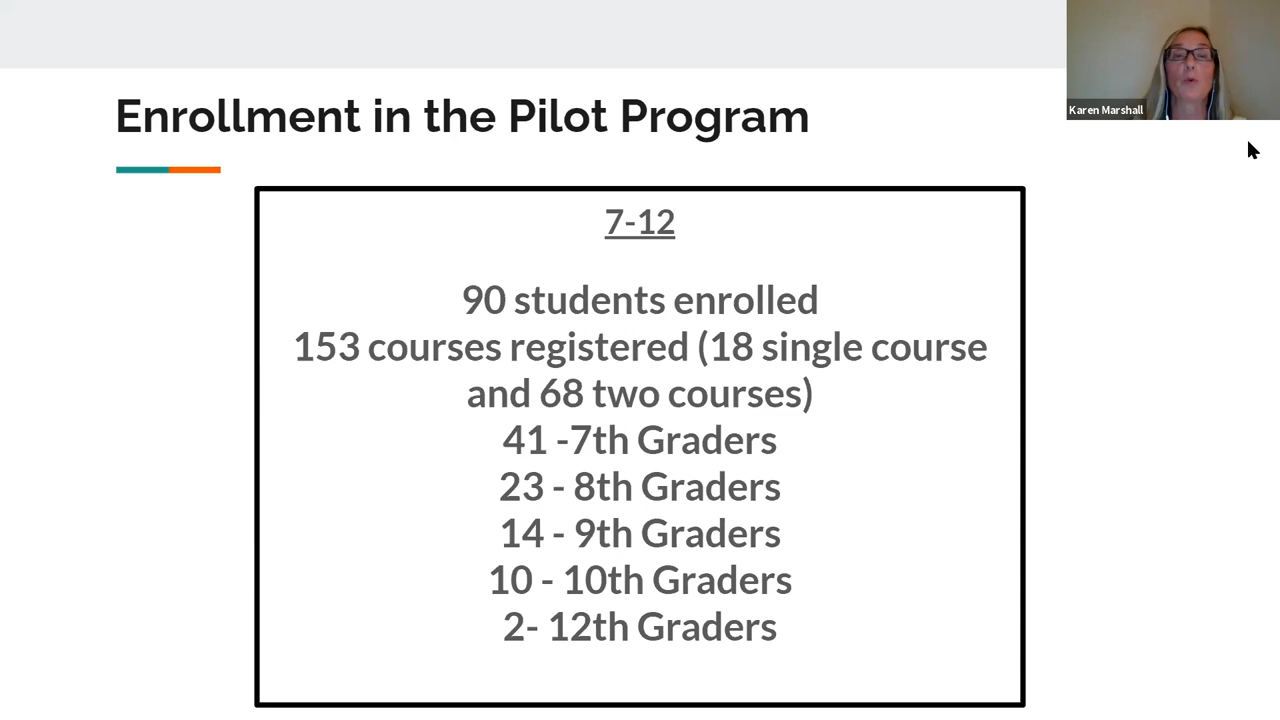 Karen Marshall
Enrollment in the Pilot Program
7-12
90 students enrolled
153 courses registered (18 single course
and 68 two courses)
41 -7th Graders
23 - 8th Graders
14 - 9th Graders
10 - 10th Graders
2- 12th Graders